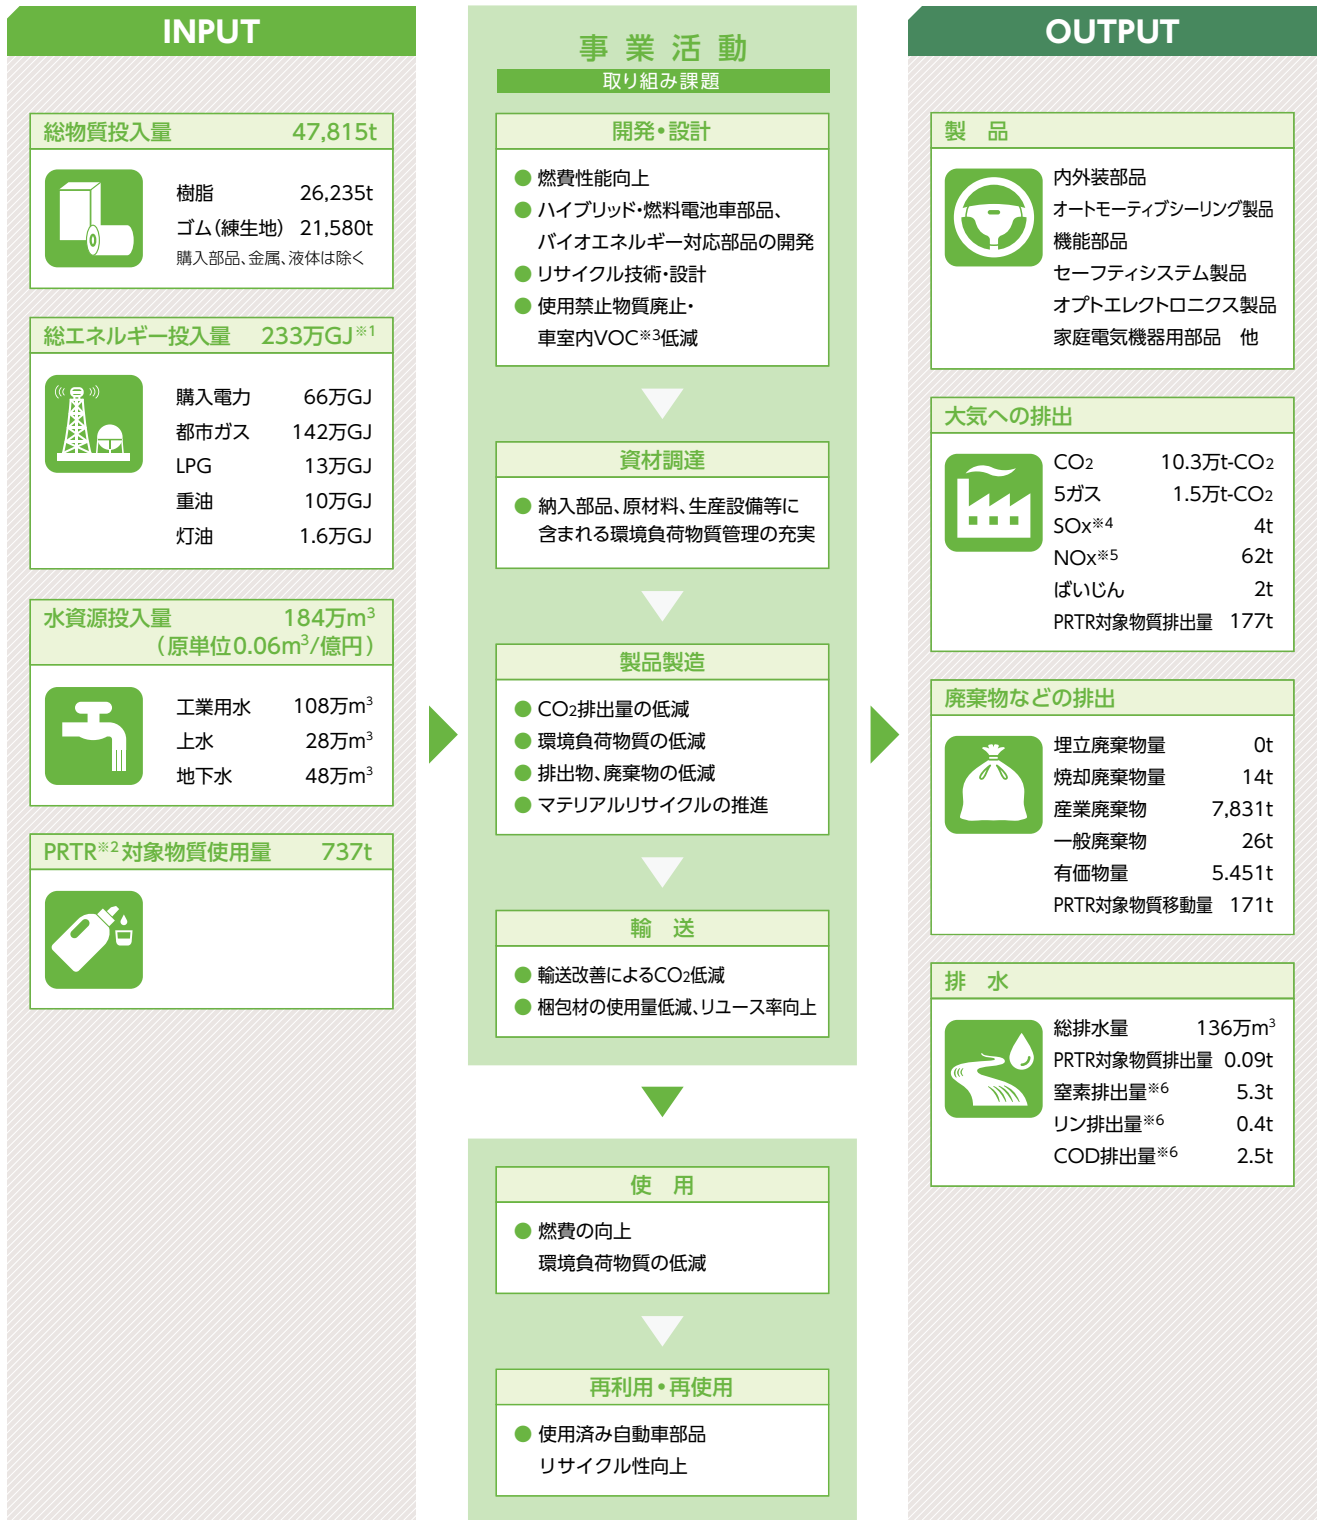 INPUT
総物質投入量 47,815t
樹脂 26,235t
ゴム（練生地） 21,580t
購入部品、金属、液体は除く
総エネルギー投入量 233万GJ※1
購入電力 66万GJ
都市ガス 142万GJ
LPG 13万GJ
重油 10万GJ
灯油 1.6万GJ
水資源投入量 184万m³
（原単位0.06m³/億円）
工業用水 108万m³
上水 28万m³
地下水 48万m³
PRTR※2対象物質使用量 737t
事業活動
取り組み課題
開発・設計
● 燃費性能向上
● ハイブリッド・燃料電池車部品、
バイオエネルギー対応部品の開発
● リサイクル技術・設計
● 使用禁止物質廃止・
車室内VOC※3低減
資材調達
● 納入部品、原材料、生産設備等に
含まれる環境負荷物質管理の充実
製品製造
● CO2排出量の低減
● 環境負荷物質の低減
● 排出物、廃棄物の低減
● マテリアルリサイクルの推進
輸 送
● 輸送改善によるCO2低減
● 梱包材の使用量低減、リユース率向上
使 用
● 燃費の向上
環境負荷物質の低減
再利用・再使用
● 使用済み自動車部品
リサイクル性向上
OUTPUT
製 品
内外装部品
オートモーティブシーリング製品
機能部品
セーフティシステム製品
オプトエレクトロニクス製品
家庭電気機器用部品 他
大気への排出
CO2 10.3万t-CO2
5ガス 1.5万t-CO2
SOx※4 4t
NOx※5 62t
ばいじん 2t
PRTR対象物質排出量 177t
廃棄物などの排出
埋立廃棄物量 0t
焼却廃棄物量 14t
産業廃棄物 7,831t
一般廃棄物 26t
有価物量 5.451t
PRTR対象物質移動量 171t
排 水
総排水量 136万m³
PRTR対象物質排出量 0.09t
窒素排出量※6 5.3t
リン排出量※6 0.4t
COD排出量※6 2.5t